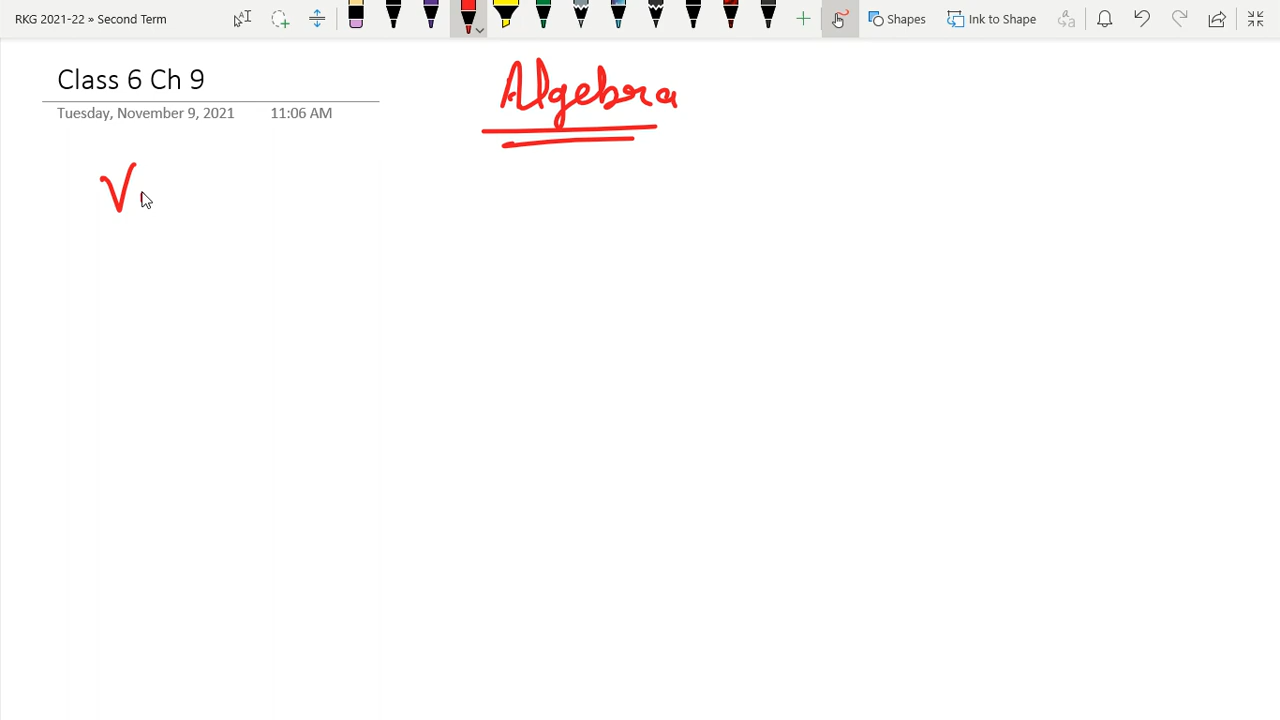 RKG 2021-22 » Second Term
Shapes
Ink to Shape
Class 6 Ch 9
Algebra
Tuesday, November 9, 2021 11:06 AM
V